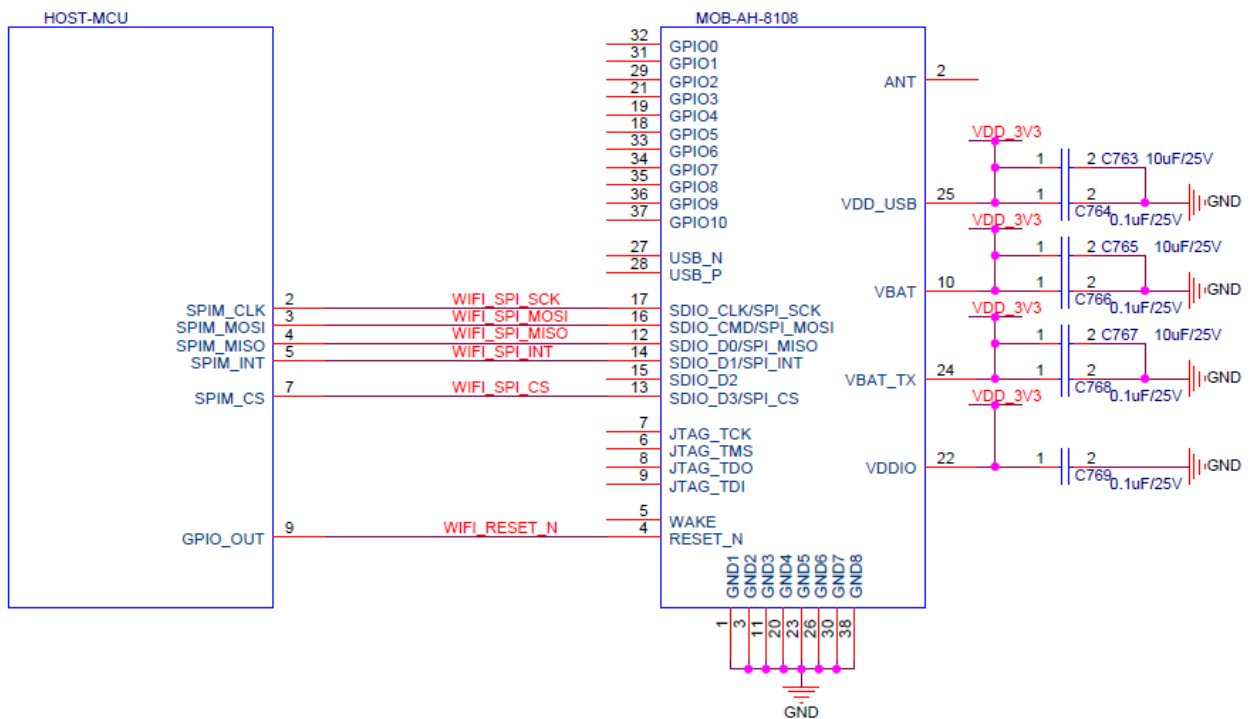 HOST-MCU
MOB-AH-8108
32 GPIO0
31 GPIO1
29 GPIO2
21 GPIO3
19 GPIO4
18 GPIO5
33 GPIO6
34 GPIO7
35 GPIO8
36 GPIO9
37 GPIO10
27 USB_N
28 USB_P
SPIM_CLK 2 WIFI_SPI_SCK 17 SDIO_CLK/SPI_SCK
SPIM_MOSI 3 WIFI_SPI_MOSI 16 SDIO_CMD/SPI_MOSI
SPIM_MISO 4 WIFI_SPI_MISO 12 SDIO_D0/SPI_MISO
SPIM_INT 5 WIFI_SPI_INT 14 SDIO_D1/SPI_INT
15 SDIO_D2
SPIM_CS 7 WIFI_SPI_CS 13 SDIO_D3/SPI_CS
7 JTAG_TCK
6 JTAG_TMS
8 JTAG_TDO
9 JTAG_TDI
5 WAKE
GPIO_OUT 9 WIFI_RESET_N 4 RESET_N
ANT 2
VDD_3V3
1 2 C763 10uF/25V
VDD_USB 25 1 2 GND
C764 0.1uF/25V
VDD_3V3
1 2 C765 10uF/25V
VBAT 10 1 2 GND
C766 0.1uF/25V
VDD_3V3
1 2 C767 10uF/25V
VBAT_TX 24 1 2 GND
C768 0.1uF/25V
VDD_3V3
VDDIO 22 1 2 GND
C769 0.1uF/25V
GND1 GND2 GND3 GND4 GND5 GND6 GND7 GND8
1 3 11 20 23 26 30 38
GND